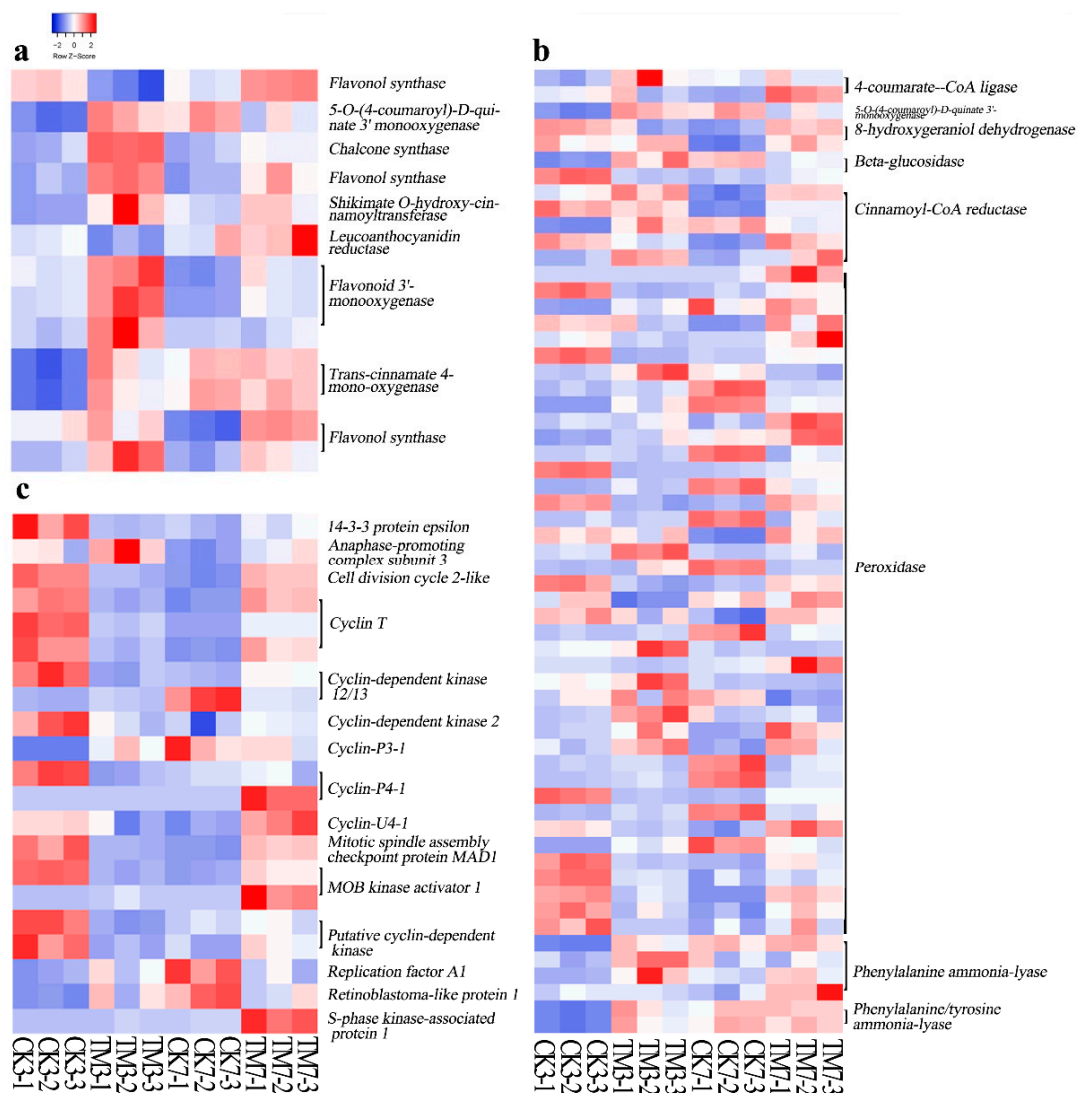 -2 0 2
Row Z-Score
a
Flavonol synthase
5-O-(4-coumaroyl)-D-qui-
nate 3' monooxygenase
Chalcone synthase
Flavonol synthase
Shikimate O-hydroxy-cin-
namoyltransferase
Leucoanthocyanidin
reductase
Flavonoid 3'-
monooxygenase
Trans-cinnamate 4-
mono-oxygenase
Flavonol synthase
b
4-coumarate--CoA ligase
5-O-(4-coumaroyl)-D-quinate 3'-
monooxygenase
8-hydroxygeraniol dehydrogenase
Beta-glucosidase
Cinnamoyl-CoA reductase
Peroxidase
Phenylalanine ammonia-lyase
Phenylalanine/tyrosine
ammonia-lyase
CK3-1
CK3-2
CK3-3
TM3-1
TM3-2
TM3-3
CK7-1
CK7-2
CK7-3
TM7-1
TM7-2
TM7-3
c
14-3-3 protein epsilon
Anaphase-promoting
complex subunit 3
Cell division cycle 2-like
Cyclin T
Cyclin-dependent kinase
12/13
Cyclin-dependent kinase 2
Cyclin-P3-1
Cyclin-P4-1
Cyclin-U4-1
Mitotic spindle assembly
checkpoint protein MAD1
MOB kinase activator 1
Putative cyclin-dependent
kinase
Replication factor A1
Retinoblastoma-like protein 1
S-phase kinase-associated
protein 1
CK3-1
CK3-2
CK3-3
TM3-1
TM3-2
TM3-3
CK7-1
CK7-2
CK7-3
TM7-1
TM7-2
TM7-3